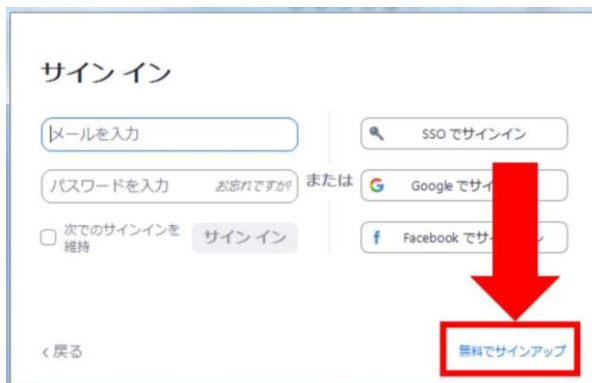 サイン イン
メールを入力
パスワードを入力 お忘れですか?
次でのサインインを
維持
サイン イン
または
SSO でサインイン
Google でサイ
Facebook でサ ン
戻る
無料でサインアップ